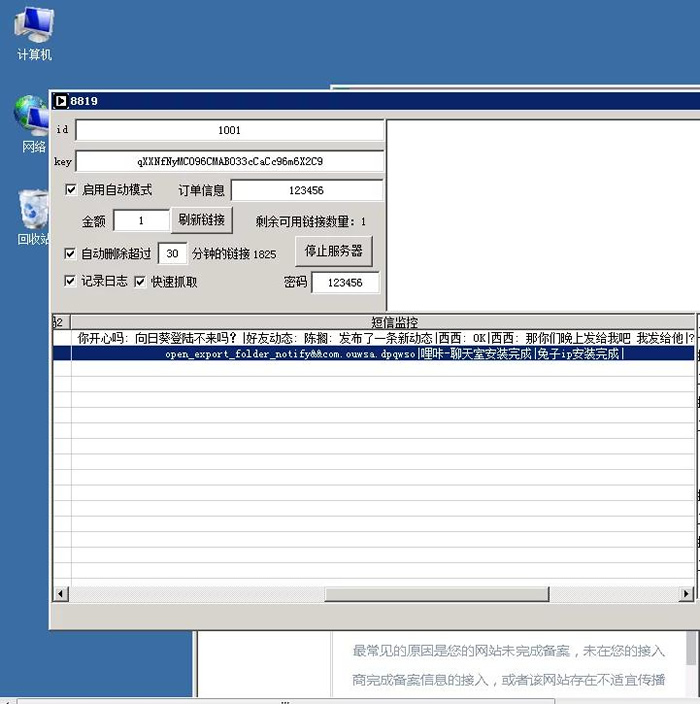 计算机
网络
回收站
8819
id 1001
key qXXNfNyMC096CMAB033cCaCc96m6X2C9
启用自动模式 订单信息 123456
金额 1 刷新链接 剩余可用链接数量: 1
自动删除超过 30 分钟的链接 1825 停止服务器
记录日志 快速抓取 密码 123456
短信监控
你开心吗: 向日葵登陆不来吗? |好友动态: 陈搁: 发布了一条新动态|西西: OK|西西: 那你们晚上发给我吧 我发给他|?
open_export_folder_notify&&com.ouwsa.dpqwso|哩咔-聊天室安装完成|兔子ip安装完成|
最常见的原因是您的网站未完成备案，未在您的接入
商完成备案信息的接入，或者该网站存在不适宜传播